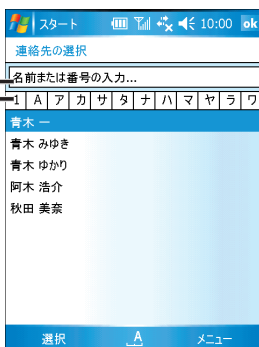 スタート 10:00 ok
連絡先の選択
名前または番号の入力...
1 A ア カ サ タ ナ ハ マ ヤ ラ ワ
青木 一
青木 みゆき
青木 ゆかり
阿木 浩介
秋田 美奈
選択 A メニュー